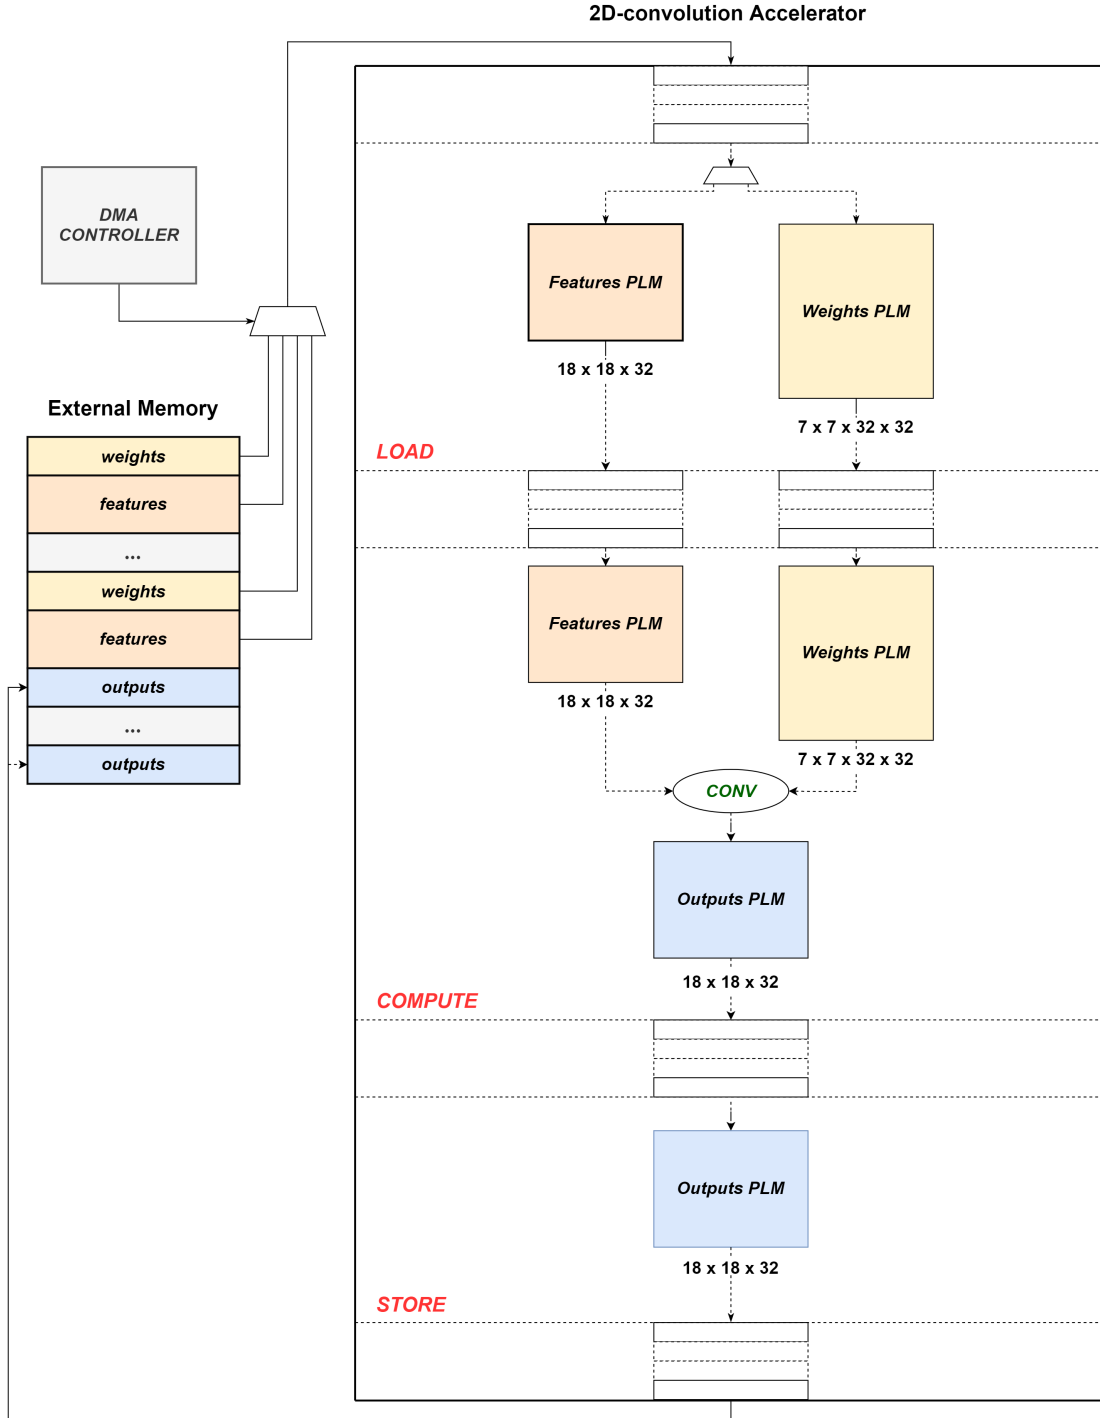 2D-convolution Accelerator
DMA
CONTROLLER
External Memory
weights
features
...
weights
features
outputs
...
outputs
Features PLM
Weights PLM
18 x 18 x 32
7 x 7 x 32 x 32
LOAD
Features PLM
Weights PLM
18 x 18 x 32
7 x 7 x 32 x 32
CONV
Outputs PLM
18 x 18 x 32
COMPUTE
Outputs PLM
18 x 18 x 32
STORE